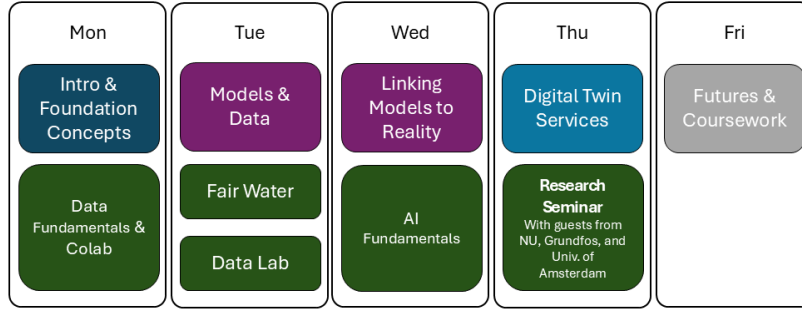 Mon
Intro &
Foundation
Concepts
Data
Fundamentals &
Colab
Tue
Models &
Data
Fair Water
Data Lab
Wed
Linking
Models to
Reality
AI
Fundamentals
Thu
Digital Twin
Services
Research
Seminar
With guests from
NU, Grundfos, and
Univ. of
Amsterdam
Fri
Futures &
Coursework